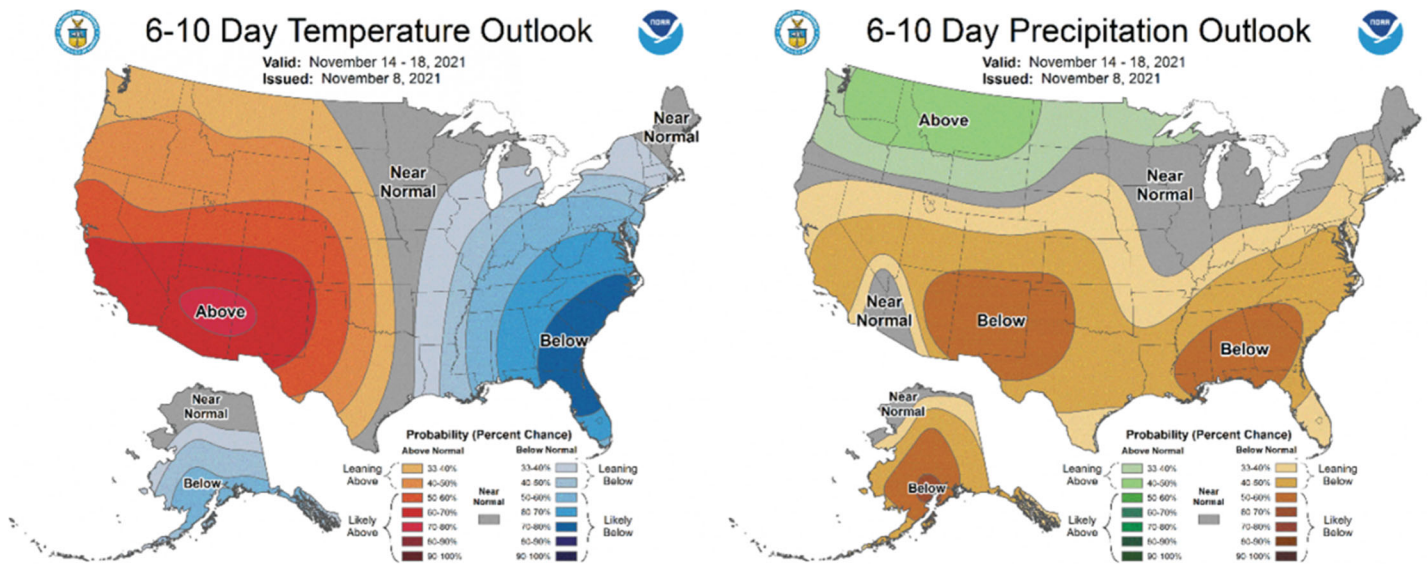 6-10 Day Temperature Outlook
Valid: November 14 - 18, 2021
Issued: November 8, 2021
NOAA
Near
Normal
Near
Normal
Above
Below
Near
Normal
Below
Probability (Percent Chance)
Above Normal
Below Normal
Leaning
Above
33-40%
40-50%
Likely
Above
50-60%
60-70%
70-80%
80-90%
90-100%
Near
Normal
33-40%
40-50%
Leaning
Below
50-60%
60-70%
70-80%
80-90%
90-100%
Likely
Below
6-10 Day Precipitation Outlook
Valid: November 14 - 18, 2021
Issued: November 8, 2021
NOAA
Above
Near
Normal
Near
Normal
Below
Below
Near
Normal
Below
Probability (Percent Chance)
Above Normal
Below Normal
Leaning
Above
33-40%
40-50%
Likely
Above
50-60%
60-70%
70-80%
80-90%
90-100%
Near
Normal
33-40%
40-50%
Leaning
Below
50-60%
60-70%
70-80%
80-90%
90-100%
Likely
Below